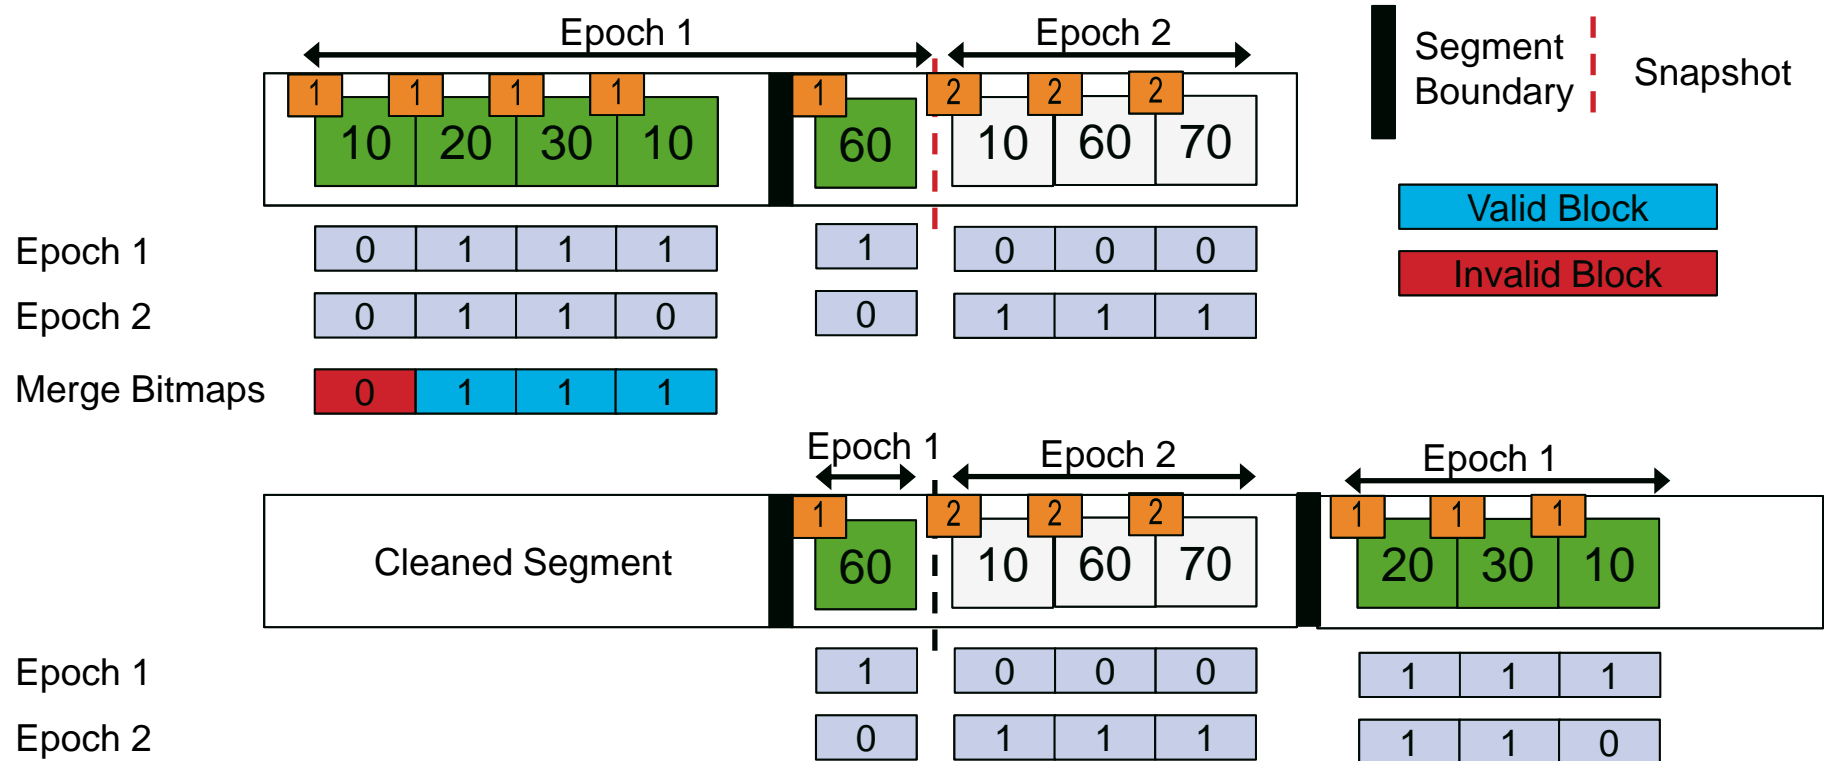 Epoch 1 Epoch 2
Segment Boundary
Snapshot
1 1 1 1 1 2 2 2
10 20 30 10 60 10 60 70
Valid Block
Invalid Block
Epoch 1 0 1 1 1 1 0 0 0
Epoch 2 0 1 1 0 0 1 1 1
Merge Bitmaps 0 1 1 1
Epoch 1 Epoch 2 Epoch 1
1 2 2 2 1 1 1
Cleaned Segment 60 10 60 70 20 30 10
Epoch 1 1 0 0 0 1 1 1
Epoch 2 0 1 1 1 1 1 0